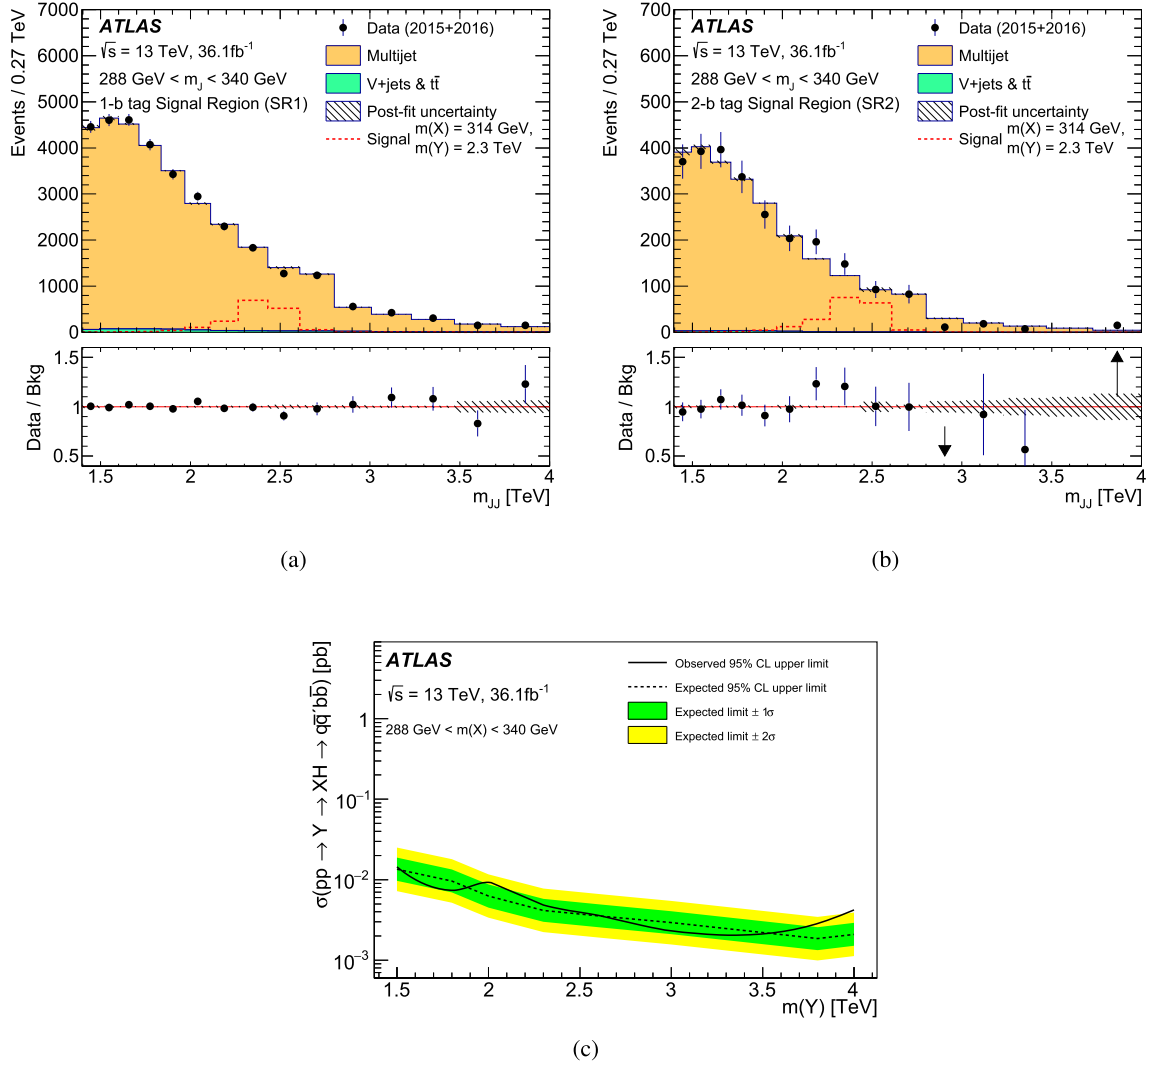 Events / 0.27 TeV
7000
6000
5000
4000
3000
2000
1000
0
ATLAS
√s = 13 TeV, 36.1fb⁻¹
288 GeV < m_J < 340 GeV
1-b tag Signal Region (SR1)
Data (2015+2016)
Multijet
V+jets & tt̄
Post-fit uncertainty
Signal m(X) = 314 GeV,
m(Y) = 2.3 TeV
Data / Bkg
1.5
1
0.5
1.5 2 2.5 3 3.5 4
m_JJ [TeV]
(a)
Events / 0.27 TeV
700
600
500
400
300
200
100
0
ATLAS
√s = 13 TeV, 36.1fb⁻¹
288 GeV < m_J < 340 GeV
2-b tag Signal Region (SR2)
Data (2015+2016)
Multijet
V+jets & tt̄
Post-fit uncertainty
Signal m(X) = 314 GeV,
m(Y) = 2.3 TeV
Data / Bkg
1.5
1
0.5
1.5 2 2.5 3 3.5 4
m_JJ [TeV]
(b)
σ(pp → Y → XH → qq̄′bb̄) [pb]
1
10⁻¹
10⁻²
10⁻³
ATLAS
√s = 13 TeV, 36.1fb⁻¹
288 GeV < m(X) < 340 GeV
Observed 95% CL upper limit
Expected 95% CL upper limit
Expected limit ± 1σ
Expected limit ± 2σ
1.5 2 2.5 3 3.5 4
m(Y) [TeV]
(c)